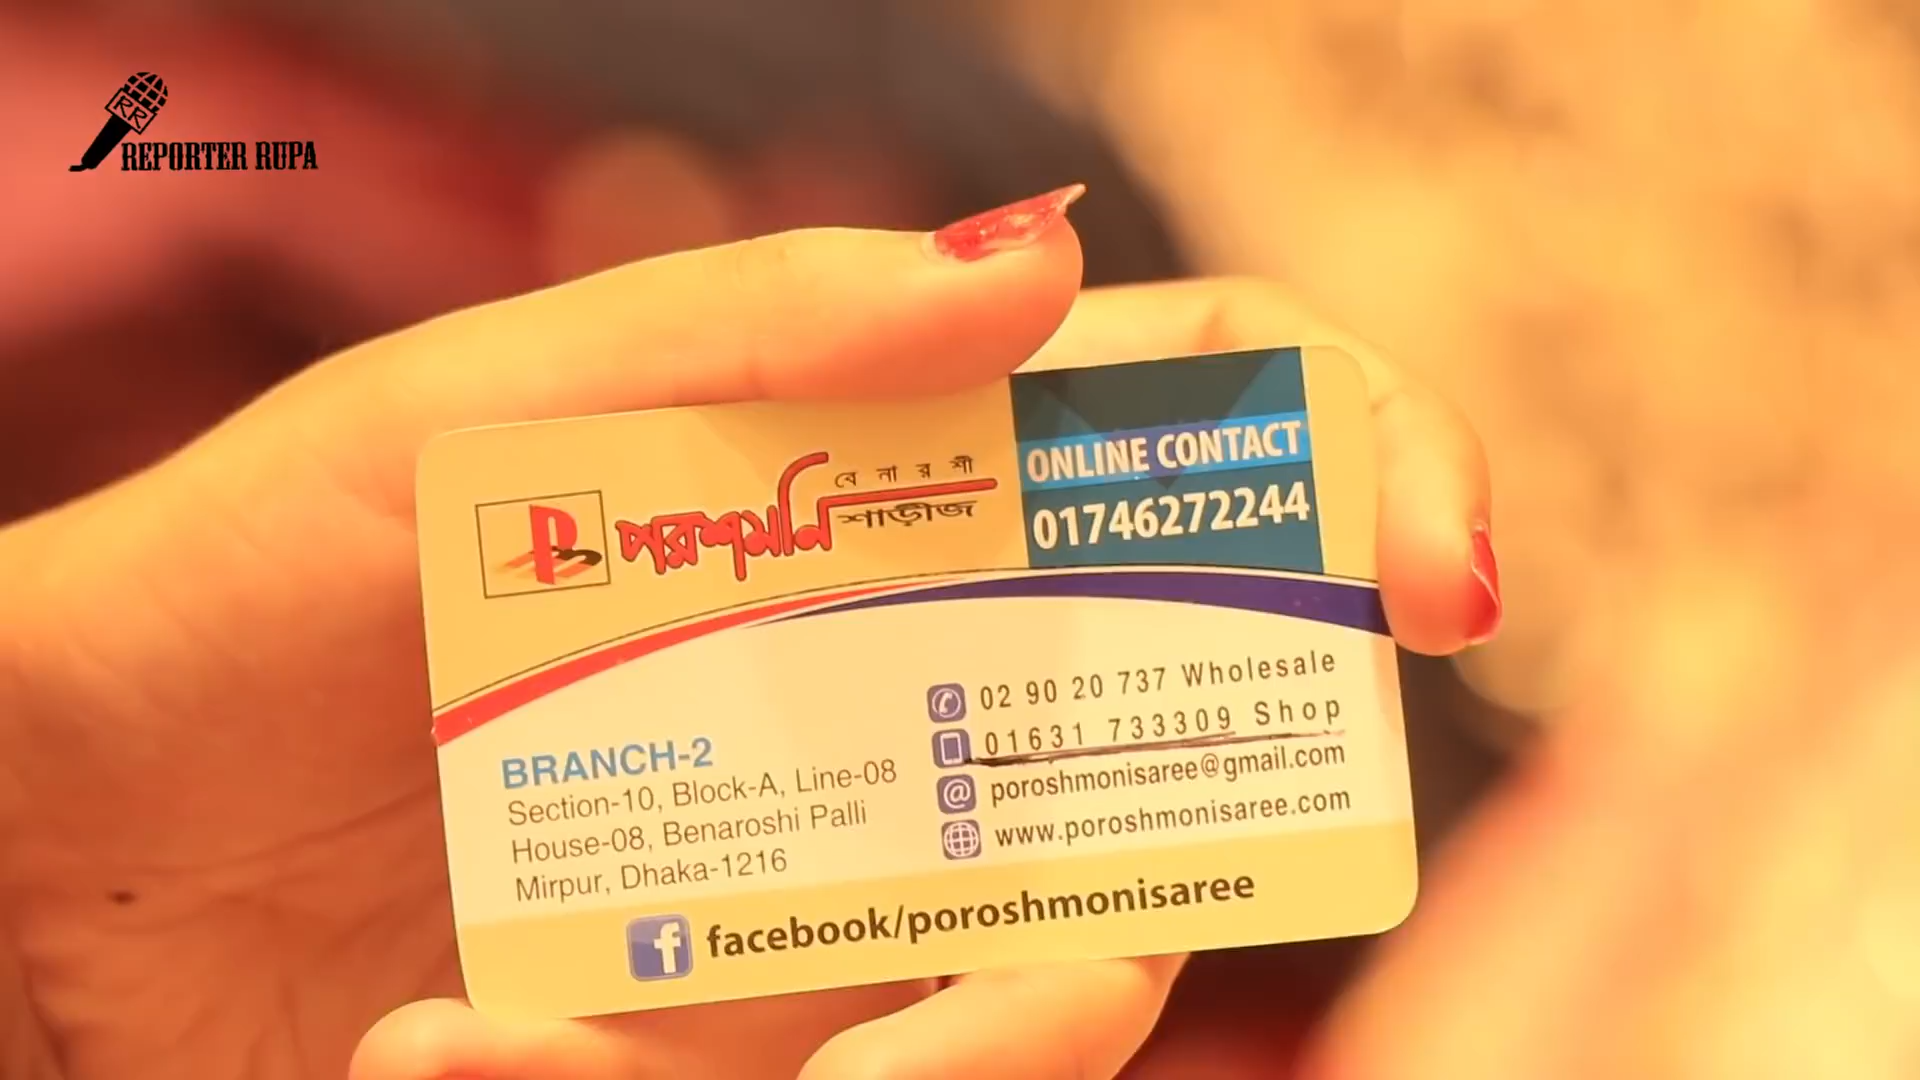 RR
REPORTER RUPA
পরশমনি
বেনারশী
শাড়ীজ
ONLINE CONTACT
01746272244
02 90 20 737 Wholesale
01631 733309 Shop
poroshmonisaree@gmail.com
www.poroshmonisaree.com
BRANCH-2
Section-10, Block-A, Line-08
House-08, Benaroshi Palli
Mirpur, Dhaka-1216
facebook/poroshmonisaree